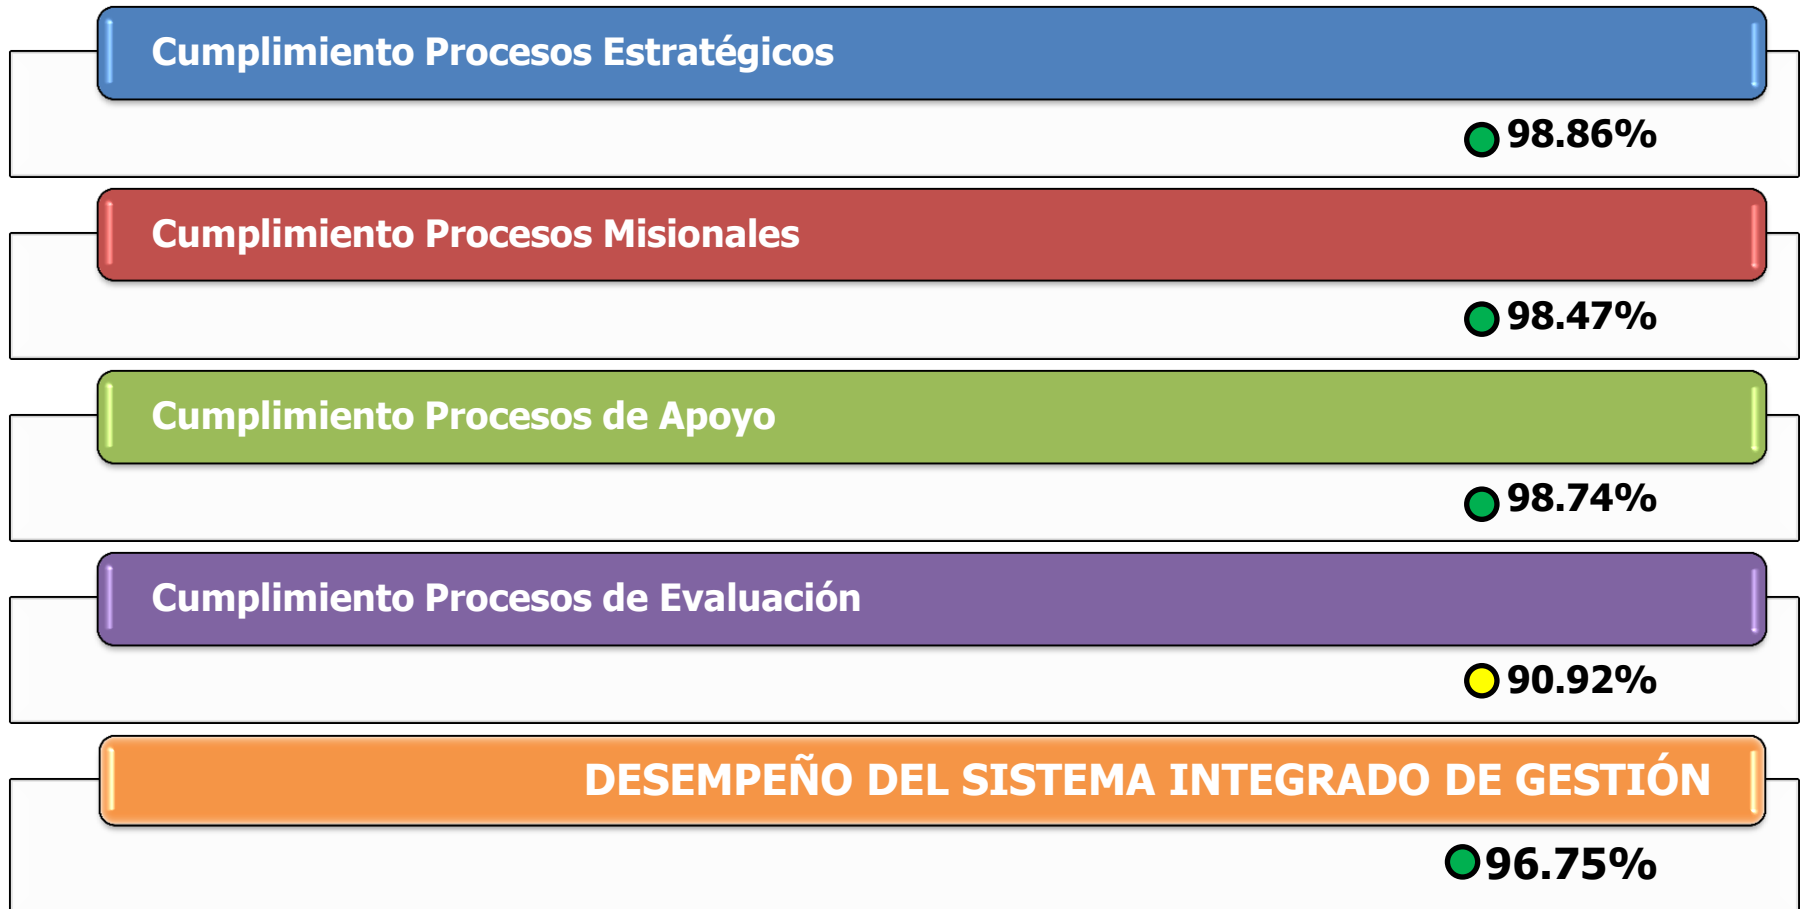 Cumplimiento Procesos Estratégicos
98.86%
Cumplimiento Procesos Misionales
98.47%
Cumplimiento Procesos de Apoyo
98.74%
Cumplimiento Procesos de Evaluación
90.92%
DESEMPEÑO DEL SISTEMA INTEGRADO DE GESTIÓN
96.75%